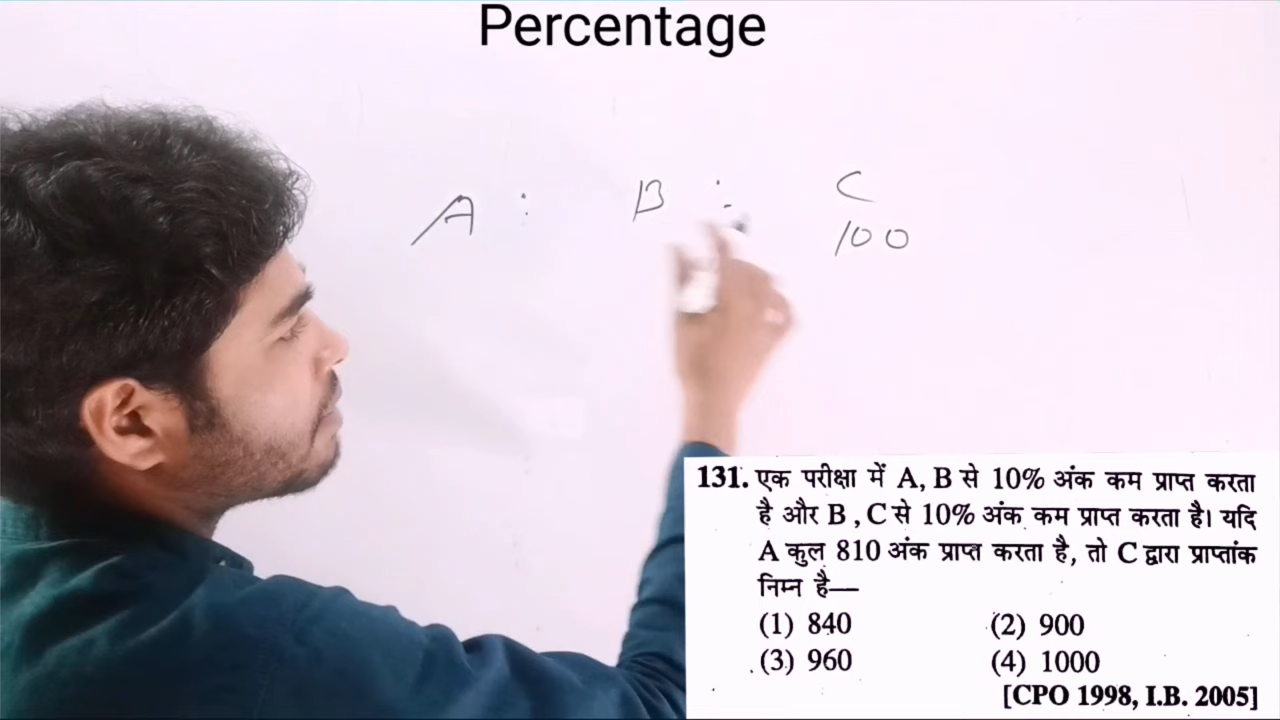 Percentage
A : B : C
100
131. एक परीक्षा में A, B से 10% अंक कम प्राप्त करता
है और B , C से 10% अंक कम प्राप्त करता है। यदि
A कुल 810 अंक प्राप्त करता है, तो C द्वारा प्राप्तांक
निम्न है—
(1) 840 (2) 900
(3) 960 (4) 1000
[CPO 1998, I.B. 2005]